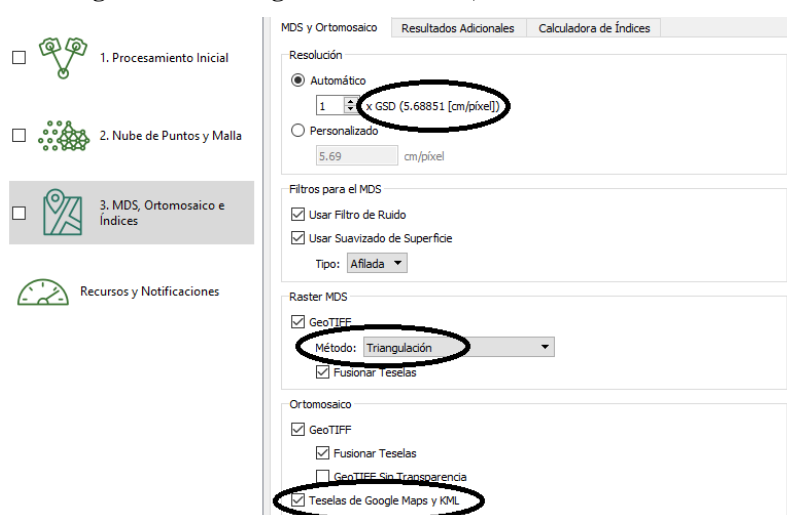 MDS y Ortomosaico Resultados Adicionales Calculadora de Índices
1. Procesamiento Inicial
2. Nube de Puntos y Malla
3. MDS, Ortomosaico e
Índices
Recursos y Notificaciones
Resolución
Automático
1 x GSD (5.68851 [cm/píxel])
Personalizado
5.69 cm/píxel
Filtros para el MDS
Usar Filtro de Ruido
Usar Suavizado de Superficie
Tipo: Afilada
Raster MDS
GeoTIFF
Método: Triangulación
Fusionar Teselas
Ortomosaico
GeoTIFF
Fusionar Teselas
GeoTIFF Sin Transparencia
Teselas de Google Maps y KML